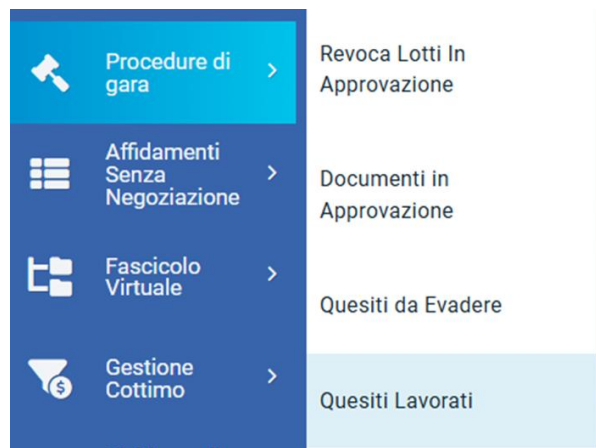 Procedure di
gara
Affidamenti
Senza
Negoziazione
Fascicolo
Virtuale
Gestione
Cottimo
$
Revoca Lotti In
Approvazione
Documenti in
Approvazione
Quesiti da Evadere
Quesiti Lavorati